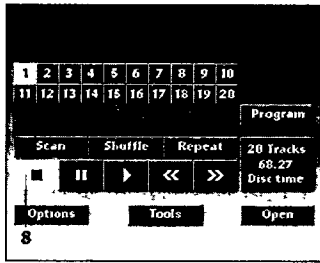 1 2 3 4 5 6 7 8 9 10
11 12 13 14 15 16 17 18 19 20
Program
Scan Shuffle Repeat
20 Tracks
68.27
Disc time
Options Tools Open
8